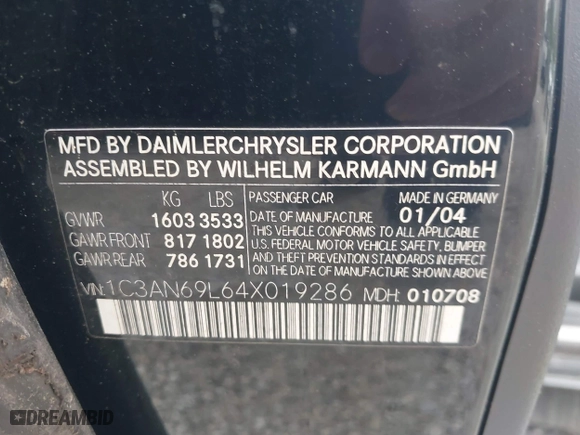 MFD BY DAIMLERCHRYSLER CORPORATION
ASSEMBLED BY WILHELM KARMANN GmbH
KG LBS PASSENGER CAR MADE IN GERMANY
GVWR 1603 3533 DATE OF MANUFACTURE 01/04
GAWR FRONT 817 1802 THIS VEHICLE CONFORMS TO ALL APPLICABLE
U.S. FEDERAL MOTOR VEHICLE SAFETY, BUMPER
GAWR REAR 786 1731 AND THEFT PREVENTION STANDARDS IN EFFECT
ON THE DATE OF MANUFACTURE SHOWN ABOVE.
VIN: 1C3AN69L64X019286 MDH: 010708
DREAMBID